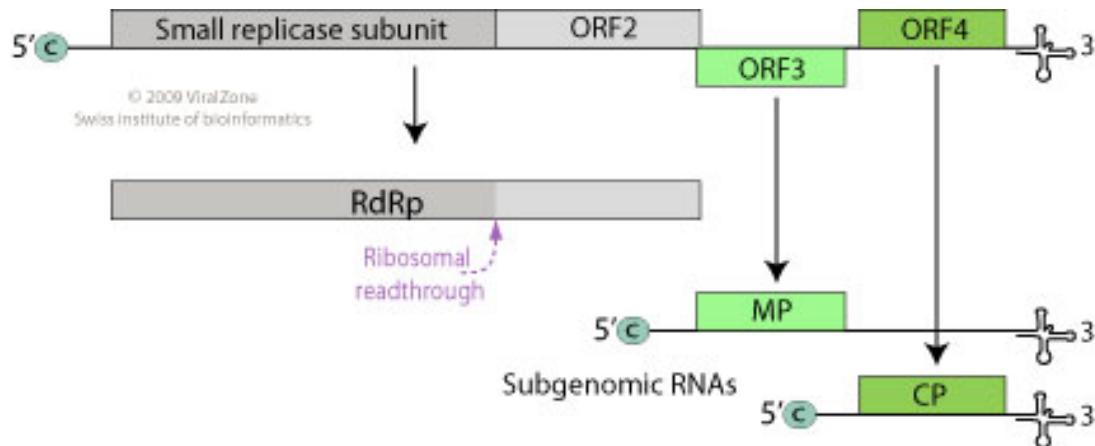 Small replicase subunit ORF2 ORF4
5' C 3
ORF3
© 2009 ViralZone
Swiss institute of bioinformatics
RdRp
Ribosomal
readthrough
MP
5' C 3
Subgenomic RNAs
CP
5' C 3